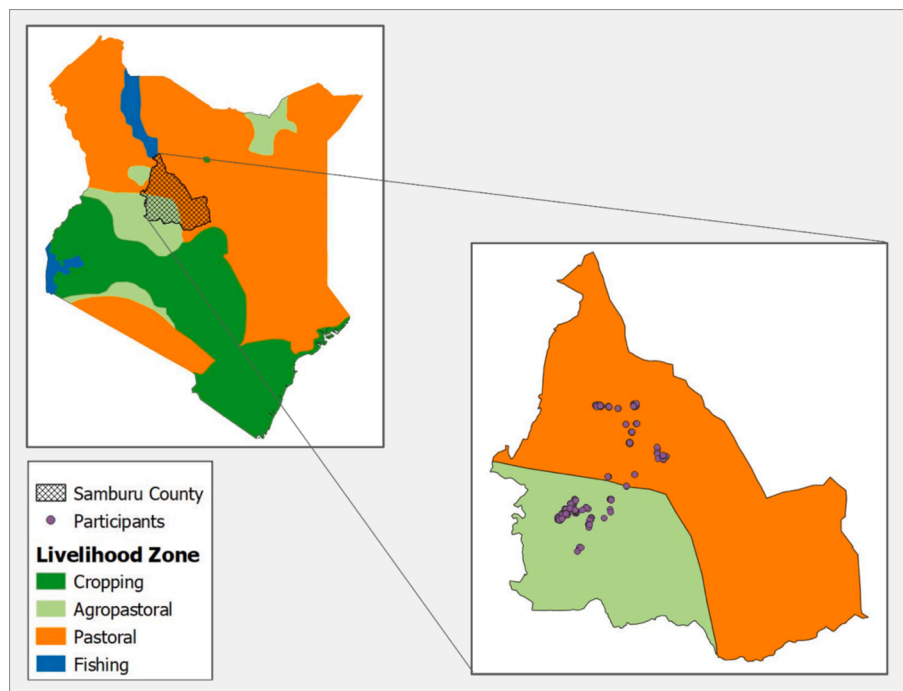 Samburu County
Participants
Livelihood Zone
Cropping
Agropastoral
Pastoral
Fishing